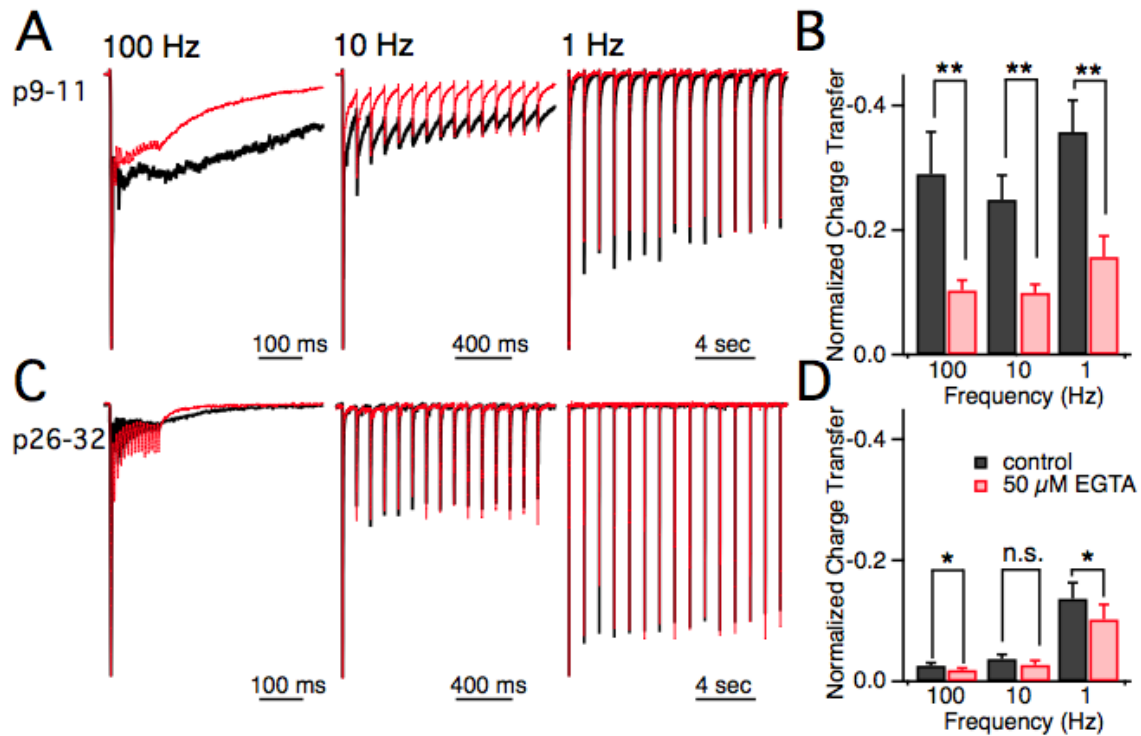 A
100 Hz
10 Hz
1 Hz
p9-11
100 ms
400 ms
4 sec
B
Normalized Charge Transfer
-0.4
-0.2
0.0
**
**
**
100
10
1
Frequency (Hz)
C
p26-32
100 ms
400 ms
4 sec
D
Normalized Charge Transfer
-0.4
-0.2
0.0
control
50 µM EGTA
*
n.s.
*
100
10
1
Frequency (Hz)